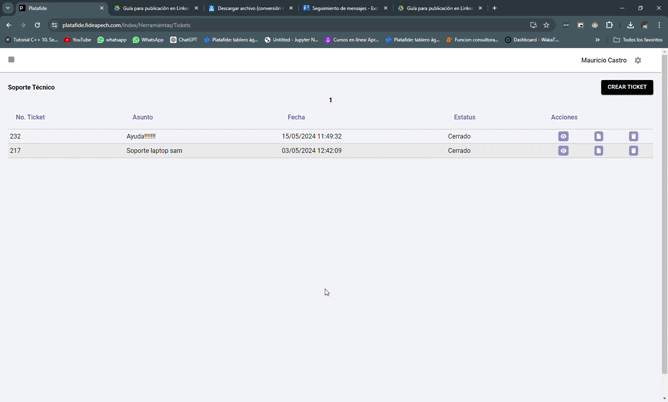 Platafide
Guía para publicación en Linke
Descargar archivo (conversión
Seguimiento de mensajes - Ex
Guía para publicación en Linke
platafide.fideapech.com/Index/Herramientas/Tickets
Tutorial C++ 10. Se...
YouTube
whatsapp
WhatsApp
ChatGPT
Platafide: tablero ág...
Untitled - Jupyter N...
Cursos en línea: Apr...
Platafide: tablero ág...
Funcion consultora...
Dashboard - WakaT...
Todos los favoritos
Mauricio Castro
Soporte Técnico
CREAR TICKET
1
No. Ticket Asunto Fecha Estatus Acciones
232 Ayuda!!!!!!!! 15/05/2024 11:49:32 Cerrado
217 Soporte laptop sam 03/05/2024 12:42:09 Cerrado